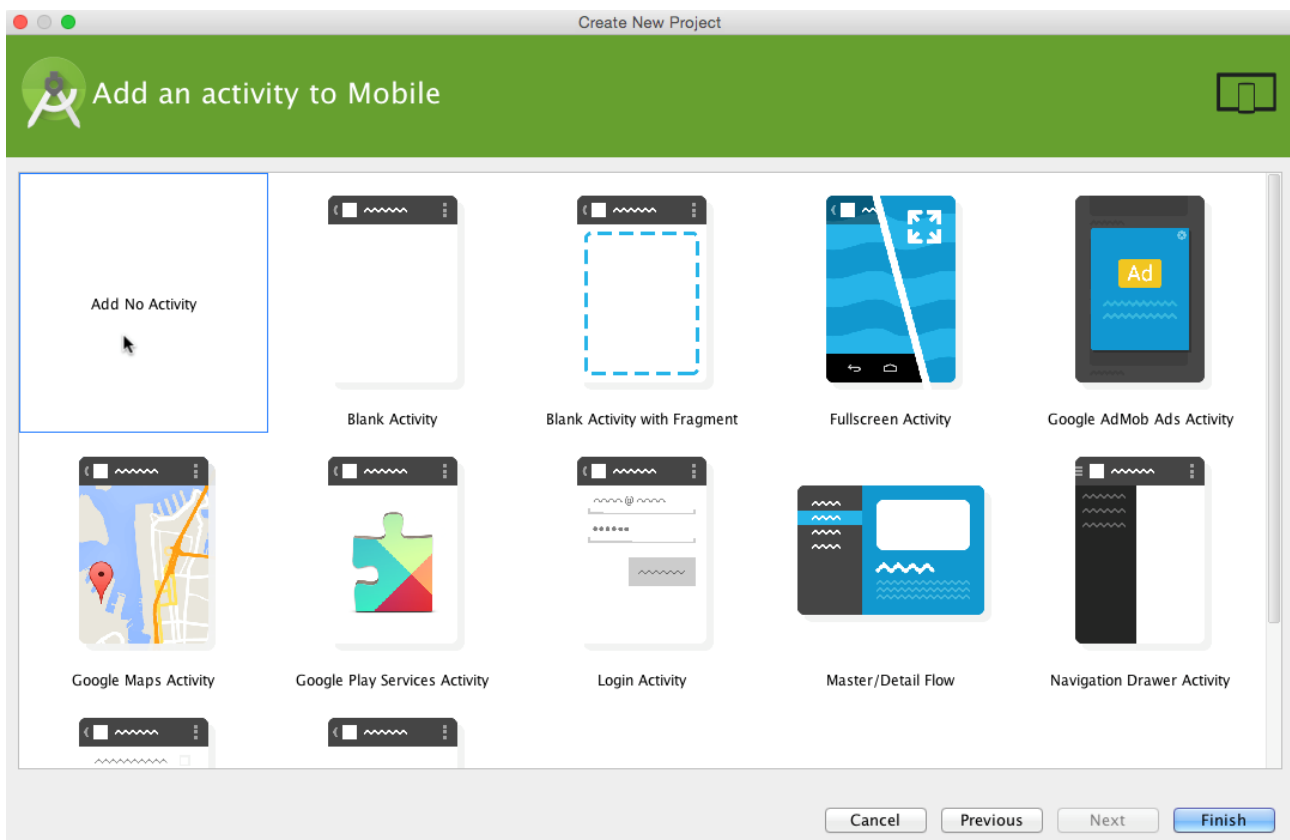 Create New Project
Add an activity to Mobile
Ad
Add No Activity
Blank Activity
Blank Activity with Fragment
Fullscreen Activity
Google AdMob Ads Activity
@
Google Maps Activity
Google Play Services Activity
Login Activity
Master/Detail Flow
Navigation Drawer Activity
Cancel
Previous
Next
Finish